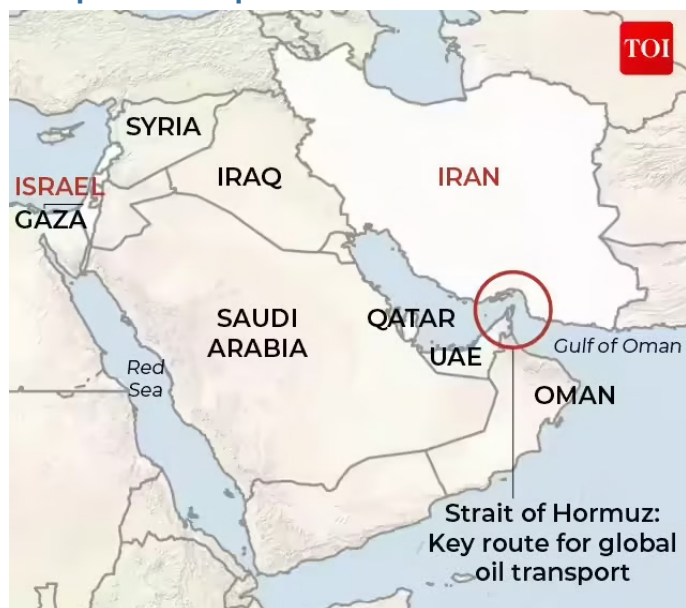 TOI
SYRIA
ISRAEL
IRAQ
IRAN
GAZA
SAUDI
ARABIA
QATAR
UAE
Gulf of Oman
Red
Sea
OMAN
Strait of Hormuz:
Key route for global
oil transport